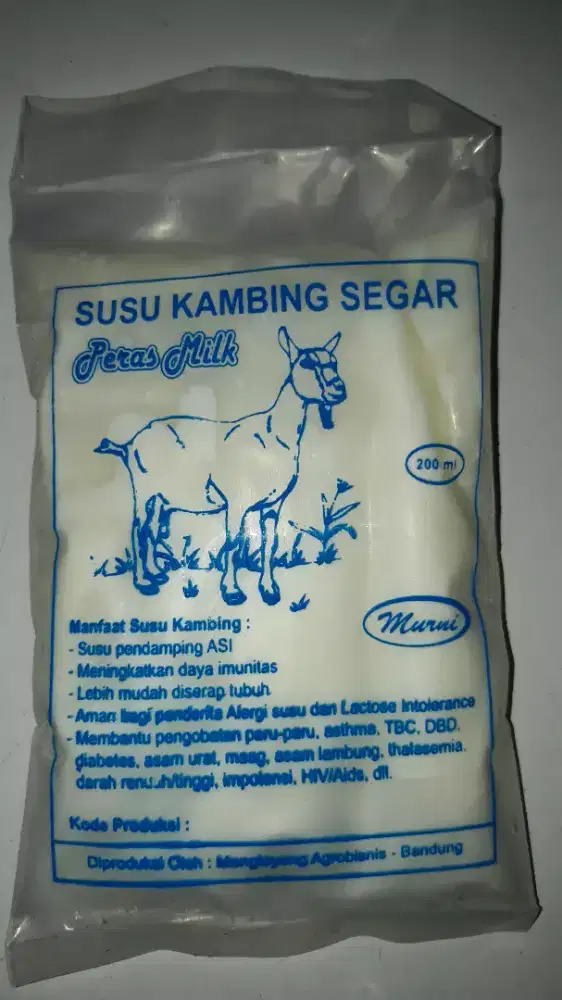 SUSU KAMBING SEGAR
Peras Milk
200 ml
Murni
Manfaat Susu Kambing :
- Susu pendamping ASI
- Meningkatkan daya imunitas
- Lebih mudah diserap tubuh
- Aman bagi penderita Alergi susu dan Lactose Intolerance
- Membantu pengobatan paru-paru, asthma, TBC, DBD,
diabetes, asam urat, maag, asam lambung, thalasemia,
darah rendah/tinggi, impotensi, HIV/Aids, dll.
Kode Produksi :
Diproduksi Oleh : Manglayang Agrobisnis - Bandung